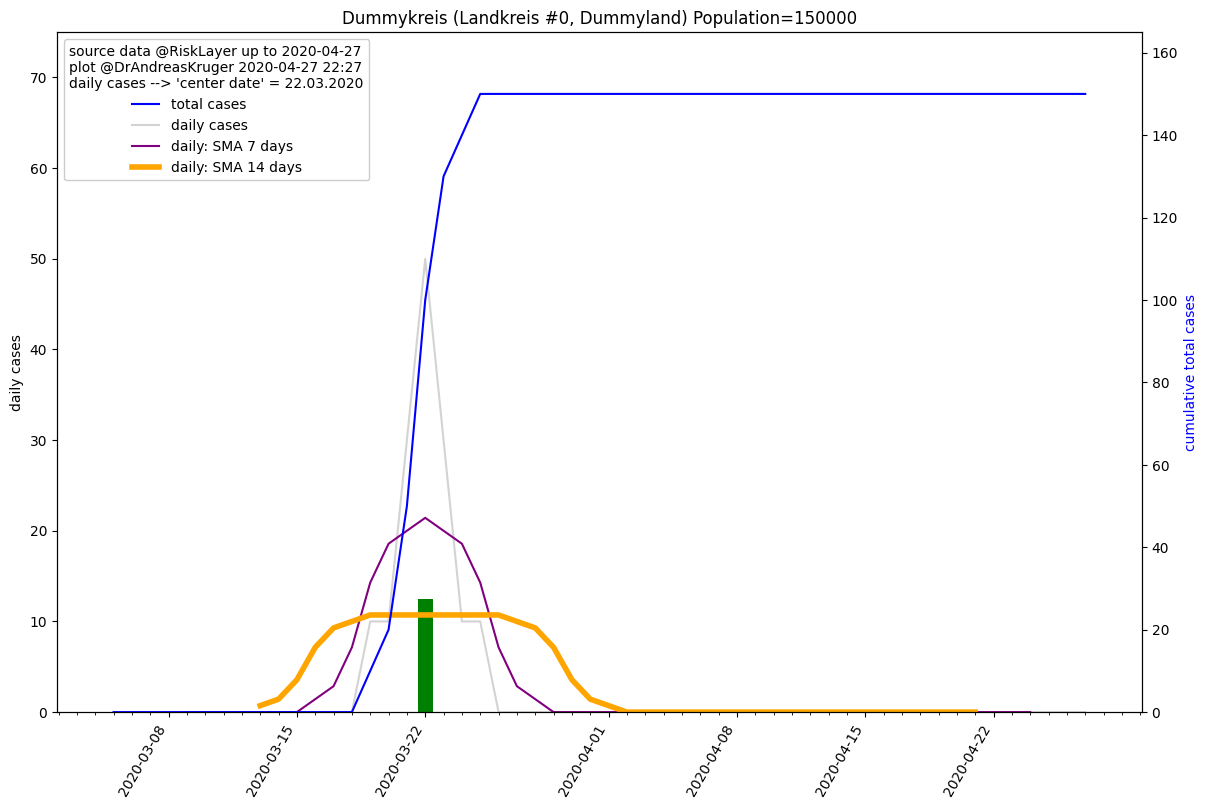 Dummykreis (Landkreis #0, Dummyland) Population=150000
source data @RiskLayer up to 2020-04-27
plot @DrAndreasKruger 2020-04-27 22:27
daily cases --> 'center date' = 22.03.2020
total cases
daily cases
daily: SMA 7 days
daily: SMA 14 days
daily cases
70
60
50
40
30
20
10
0
160
140
120
100
80
60
40
20
0
cumulative total cases
2020-03-08
2020-03-15
2020-03-22
2020-04-01
2020-04-08
2020-04-15
2020-04-22